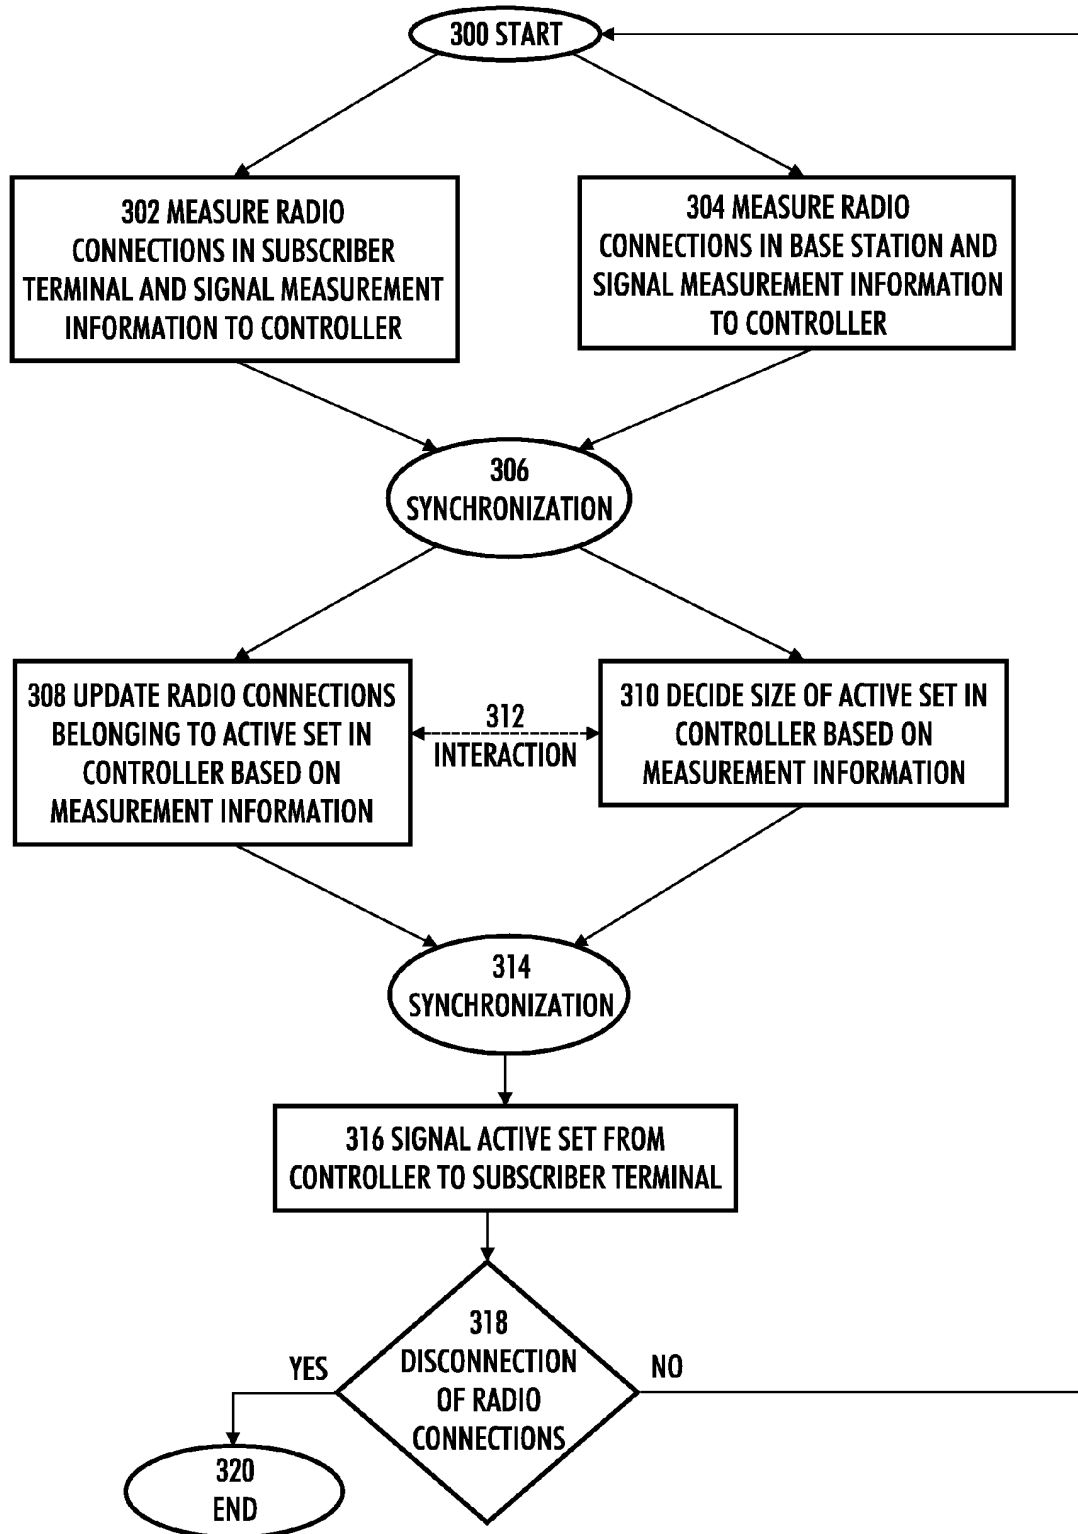 300 START
302 MEASURE RADIO
CONNECTIONS IN SUBSCRIBER
TERMINAL AND SIGNAL MEASUREMENT
INFORMATION TO CONTROLLER
304 MEASURE RADIO
CONNECTIONS IN BASE STATION AND
SIGNAL MEASUREMENT INFORMATION
TO CONTROLLER
306
SYNCHRONIZATION
308 UPDATE RADIO CONNECTIONS
BELONGING TO ACTIVE SET IN
CONTROLLER BASED ON
MEASUREMENT INFORMATION
312
INTERACTION
310 DECIDE SIZE OF ACTIVE SET IN
CONTROLLER BASED ON
MEASUREMENT INFORMATION
314
SYNCHRONIZATION
316 SIGNAL ACTIVE SET FROM
CONTROLLER TO SUBSCRIBER TERMINAL
318
DISCONNECTION
OF RADIO
CONNECTIONS
YES
NO
320
END